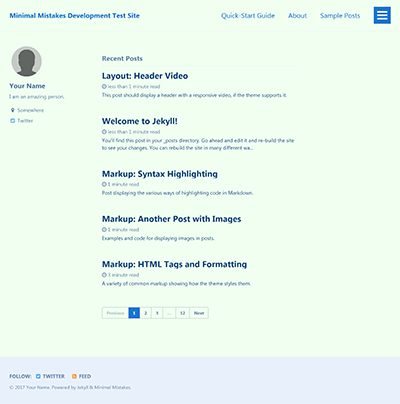 Minimal Mistakes Development Test Site
Quick-Start Guide
About
Sample Posts
Your Name
I am an amazing person.
Somewhere
Twitter
Recent Posts
Layout: Header Video
less than 1 minute read
This post should display a header with a responsive video, if the theme supports it.
Welcome to Jekyll!
less than 1 minute read
You'll find this post in your _posts directory. Go ahead and edit it and re-build the site
to see your changes. You can rebuild the site in many different wa...
Markup: Syntax Highlighting
1 minute read
Post displaying the various ways of highlighting code in Markdown.
Markup: Another Post with Images
1 minute read
Examples and code for displaying images in posts.
Markup: HTML Tags and Formatting
3 minute read
A variety of common markup showing how the theme styles them.
Previous 1 2 3 ... 12 Next
FOLLOW: TWITTER FEED
© 2017 Your Name. Powered by Jekyll & Minimal Mistakes.